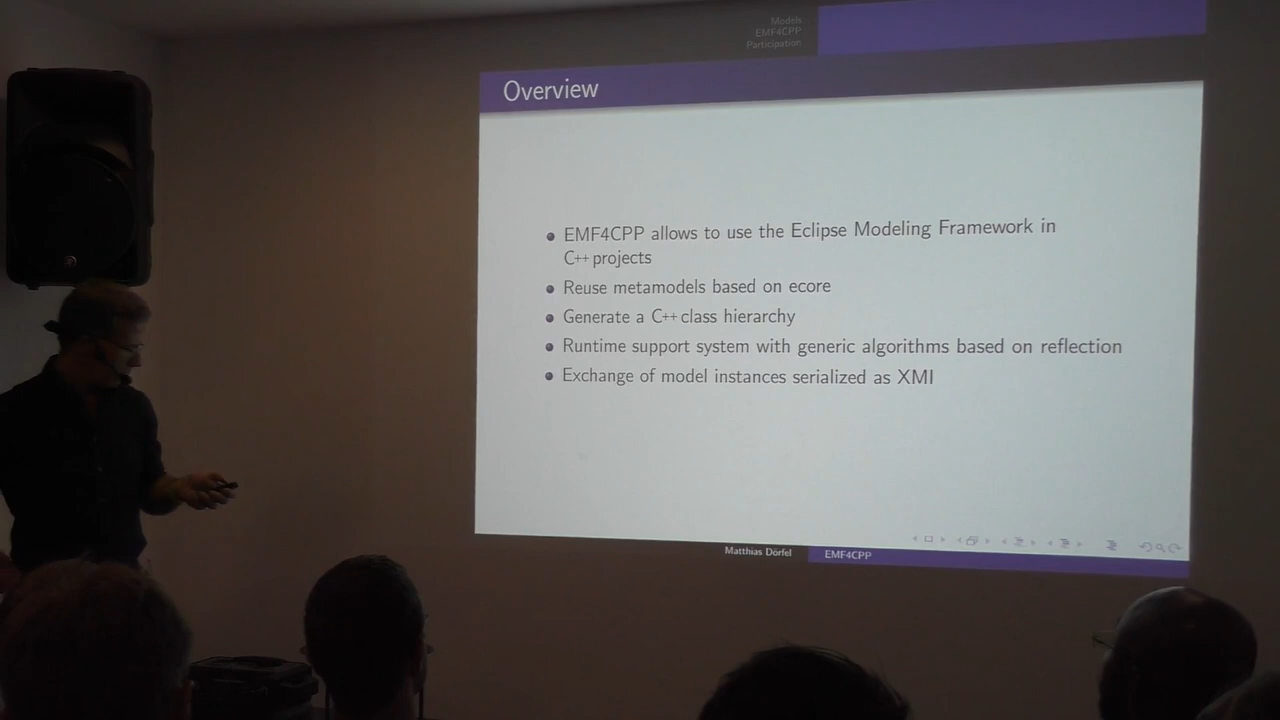 Models
EMF4CPP
Participation
Overview
EMF4CPP allows to use the Eclipse Modeling Framework in
C++ projects
Reuse metamodels based on ecore
Generate a C++ class hierarchy
Runtime support system with generic algorithms based on reflection
Exchange of model instances serialized as XMI
Matthias Dörfel
EMF4CPP